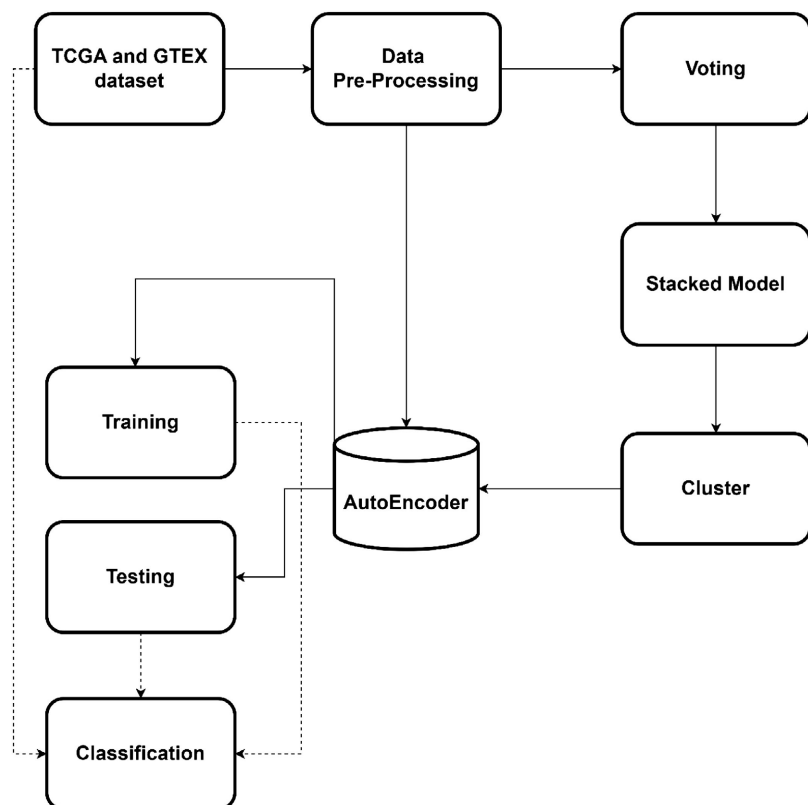 TCGA and GTEX
dataset
Data
Pre-Processing
Voting
Stacked Model
Training
AutoEncoder
Cluster
Testing
Classification